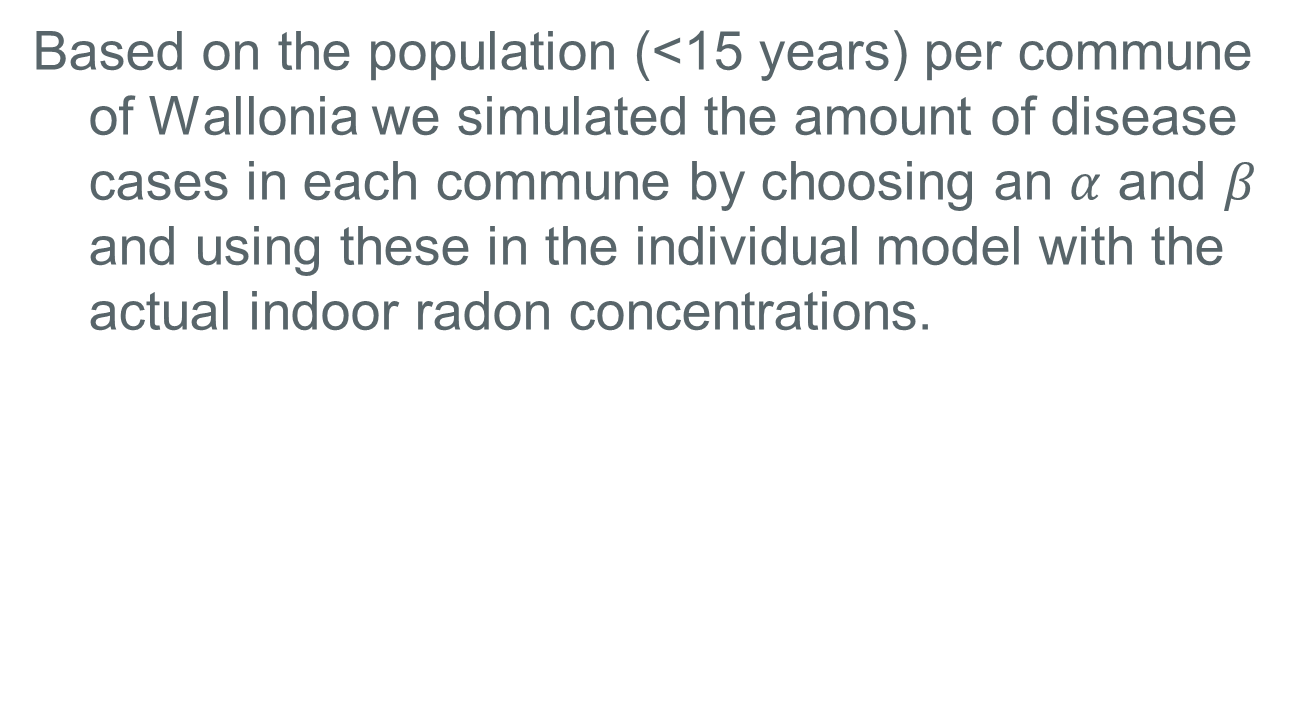 Based on the population (<15 years) per commune
of Wallonia we simulated the amount of disease
cases in each commune by choosing an 𝛼 and 𝛽
and using these in the individual model with the
actual indoor radon concentrations.